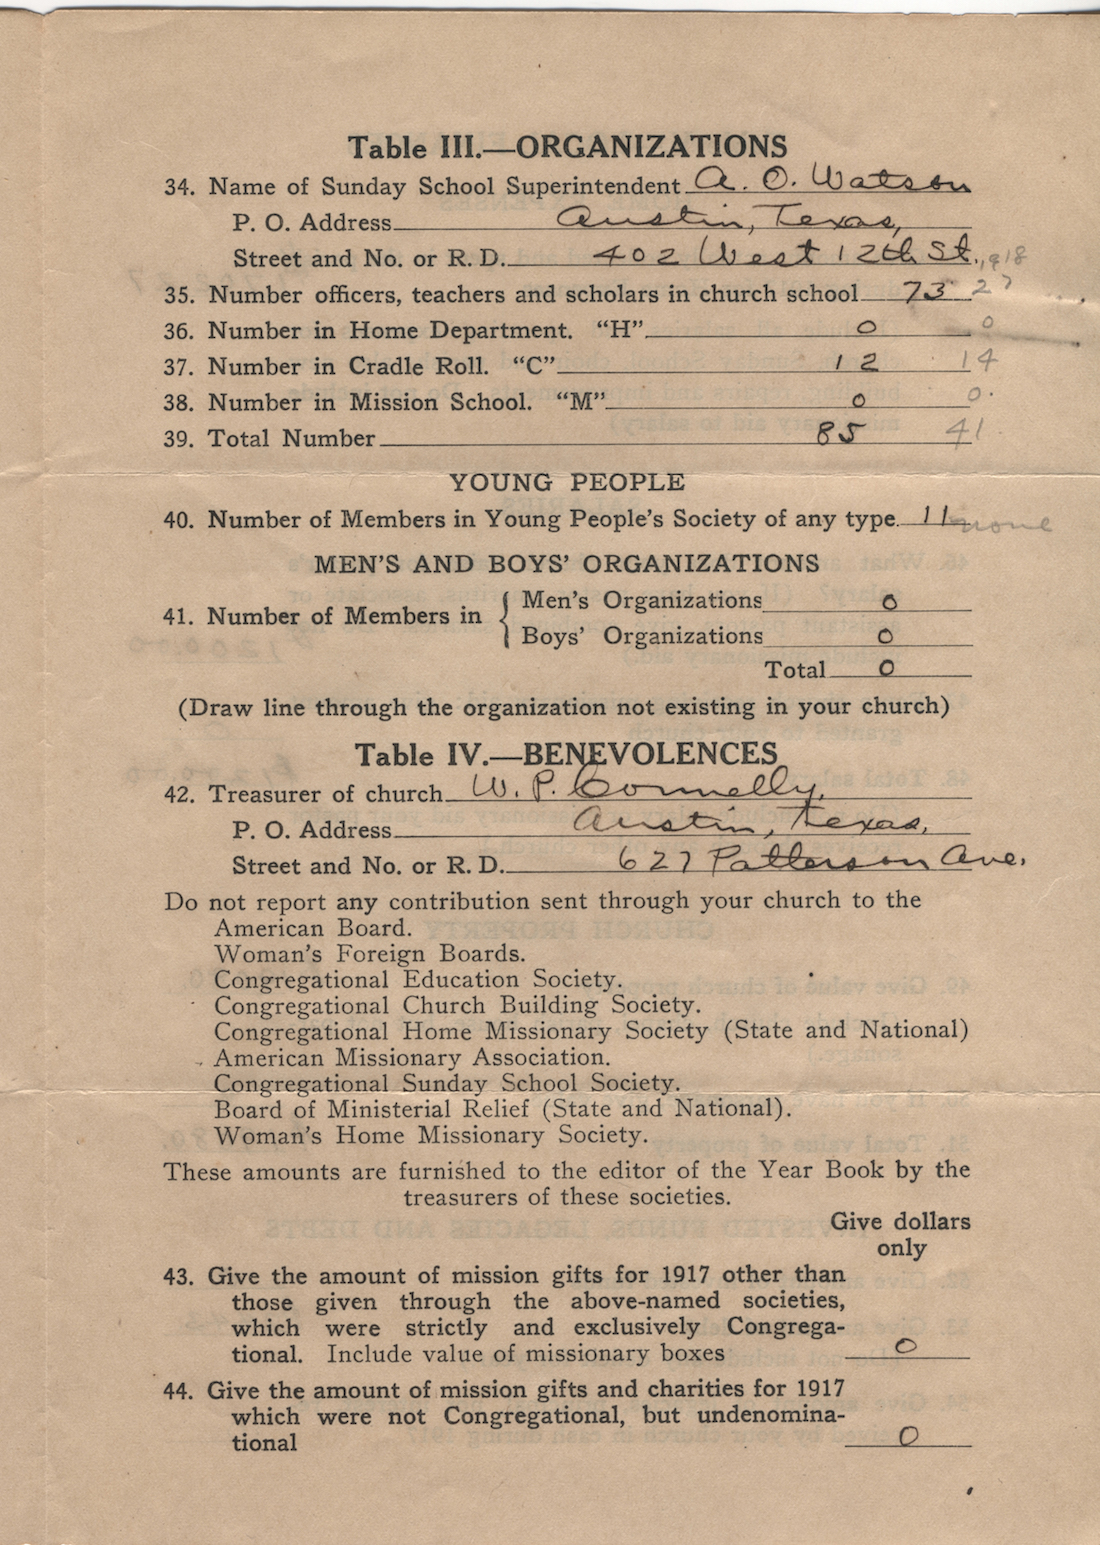 Table III.—ORGANIZATIONS
34. Name of Sunday School Superintendent A. O. Watson
P. O. Address Austin, Texas,
Street and No. or R. D. 402 West 12th St., 1918
35. Number officers, teachers and scholars in church school 73 27
36. Number in Home Department. “H” 0 0
37. Number in Cradle Roll. “C” 12 14
38. Number in Mission School. “M” 0 0.
39. Total Number 85 41
YOUNG PEOPLE
40. Number of Members in Young People’s Society of any type. 11 none
MEN’S AND BOYS’ ORGANIZATIONS
41. Number of Members in { Men’s Organizations 0
Boys’ Organizations 0
Total 0
(Draw line through the organization not existing in your church)
Table IV.—BENEVOLENCES
42. Treasurer of church W. P. Connelly,
P. O. Address Austin, Texas,
Street and No. or R. D. 627 Patterson Ave.
Do not report any contribution sent through your church to the
American Board.
Woman’s Foreign Boards.
Congregational Education Society.
Congregational Church Building Society.
Congregational Home Missionary Society (State and National)
American Missionary Association.
Congregational Sunday School Society.
Board of Ministerial Relief (State and National).
Woman’s Home Missionary Society.
These amounts are furnished to the editor of the Year Book by the
treasurers of these societies.
Give dollars
only
43. Give the amount of mission gifts for 1917 other than
those given through the above-named societies,
which were strictly and exclusively Congrega-
tional. Include value of missionary boxes 0
44. Give the amount of mission gifts and charities for 1917
which were not Congregational, but undenomina-
tional 0